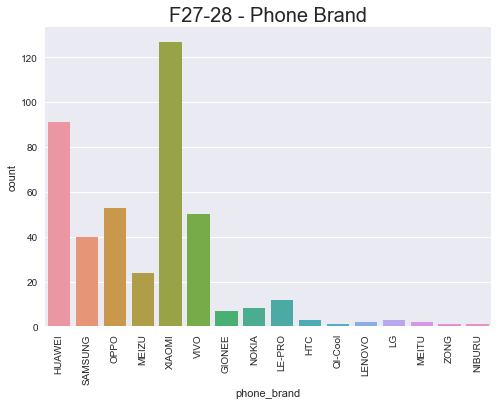 F27-28 - Phone Brand
120
100
80
60
40
20
0
count
HUAWEI
SAMSUNG
OPPO
MEIZU
XIAOMI
VIVO
GIONEE
NOKIA
LE-PRO
HTC
QI-Cool
LENOVO
LG
MEITU
ZONG
NIBURU
phone_brand